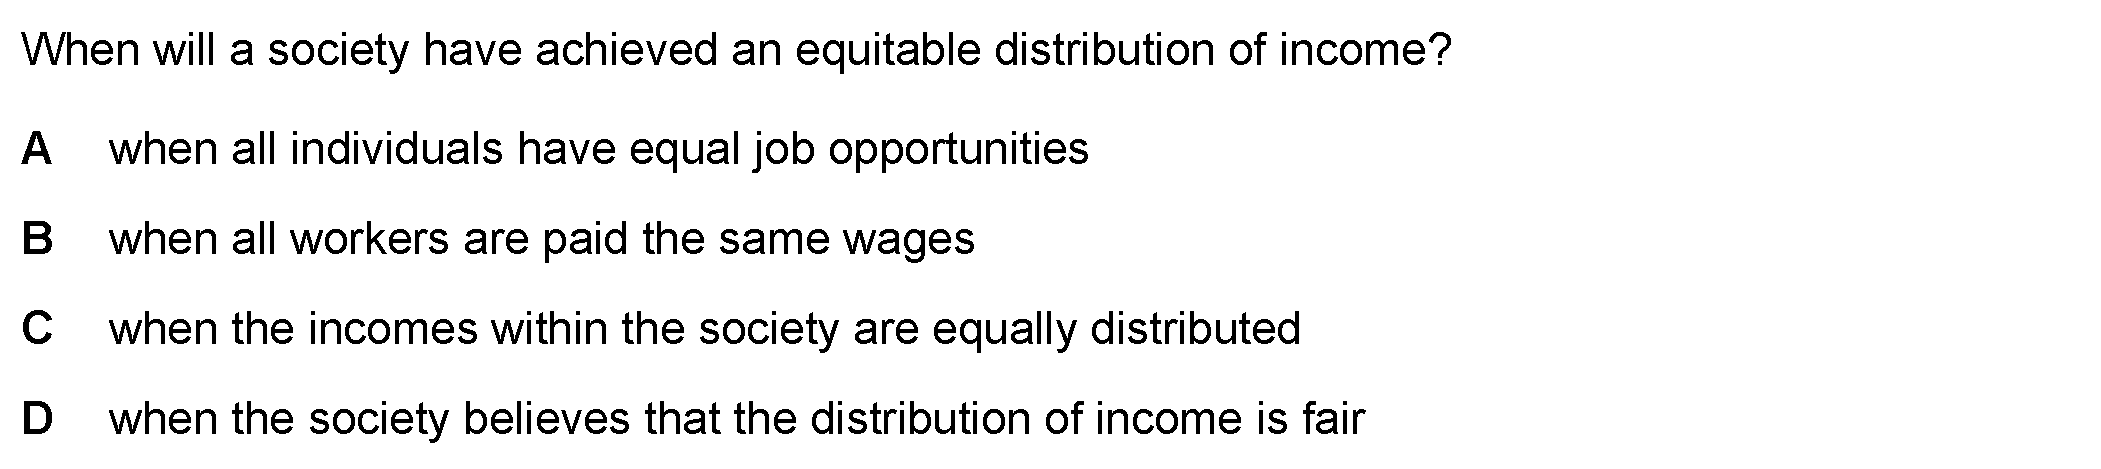 When will a society have achieved an equitable distribution of income?
A when all individuals have equal job opportunities
B when all workers are paid the same wages
C when the incomes within the society are equally distributed
D when the society believes that the distribution of income is fair